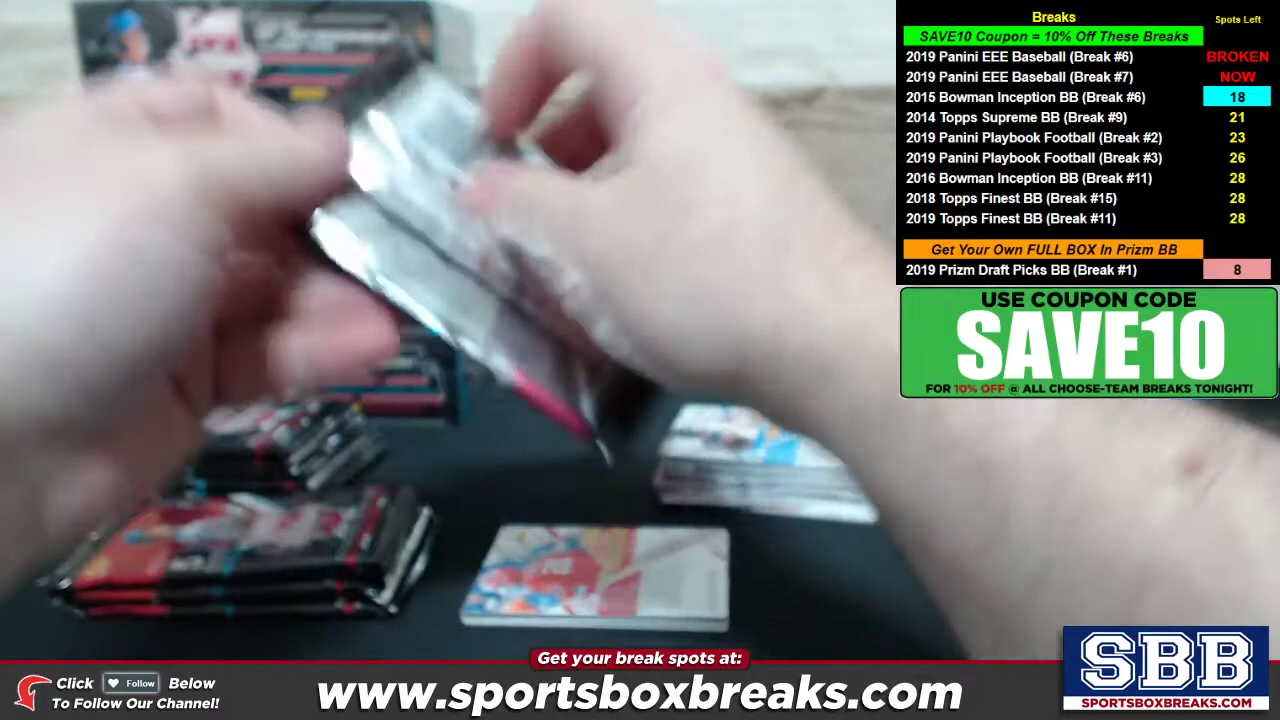 Breaks Spots Left
SAVE10 Coupon = 10% Off These Breaks
2019 Panini EEE Baseball (Break #6) BROKEN
2019 Panini EEE Baseball (Break #7) NOW
2015 Bowman Inception BB (Break #6) 18
2014 Topps Supreme BB (Break #9) 21
2019 Panini Playbook Football (Break #2) 23
2019 Panini Playbook Football (Break #3) 26
2016 Bowman Inception BB (Break #11) 28
2018 Topps Finest BB (Break #15) 28
2019 Topps Finest BB (Break #11) 28
Get Your Own FULL BOX In Prizm BB
2019 Prizm Draft Picks BB (Break #1) 8
USE COUPON CODE
SAVE10
FOR 10% OFF @ ALL CHOOSE-TEAM BREAKS TONIGHT!
Get your break spots at:
Click Follow Below
To Follow Our Channel!
www.sportsboxbreaks.com
SBB
SPORTSBOXBREAKS.COM